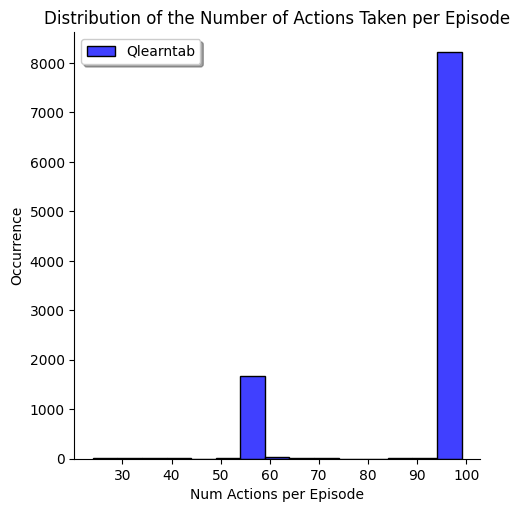 Distribution of the Number of Actions Taken per Episode
Qlearntab
8000
7000
6000
5000
4000
3000
2000
1000
0
Occurrence
30 40 50 60 70 80 90 100
Num Actions per Episode